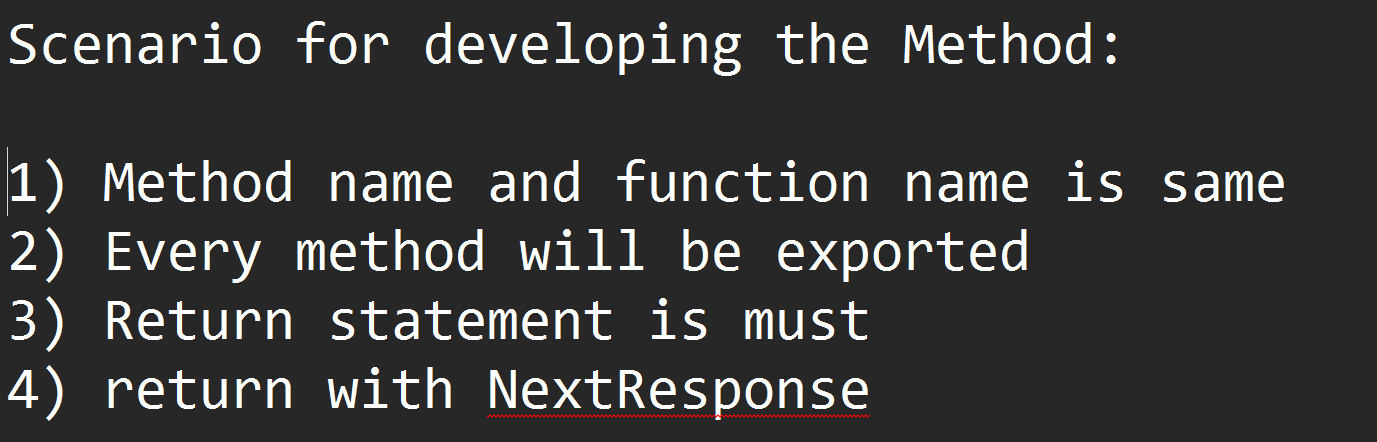 Scenario for developing the Method:
1) Method name and function name is same
2) Every method will be exported
3) Return statement is must
4) return with NextResponse